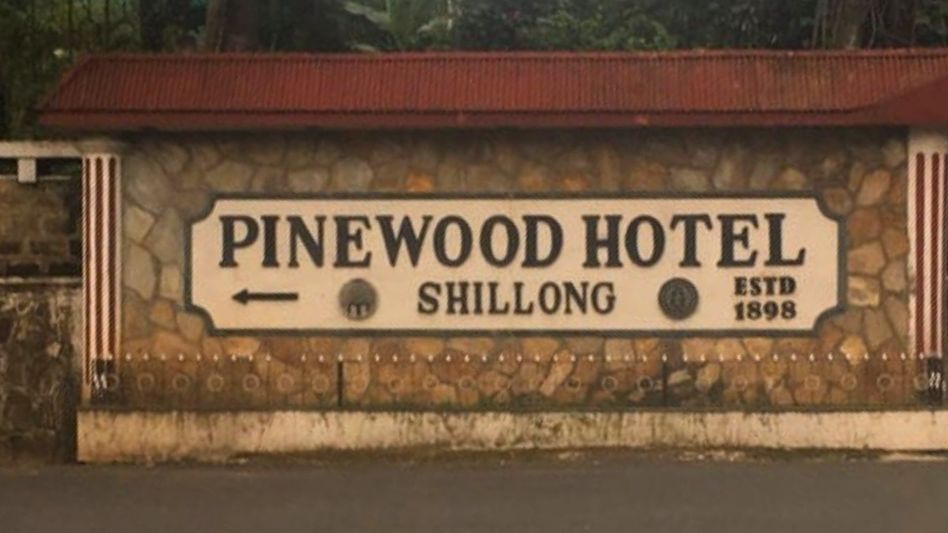 PINEWOOD HOTEL
SHILLONG
ESTD
1898